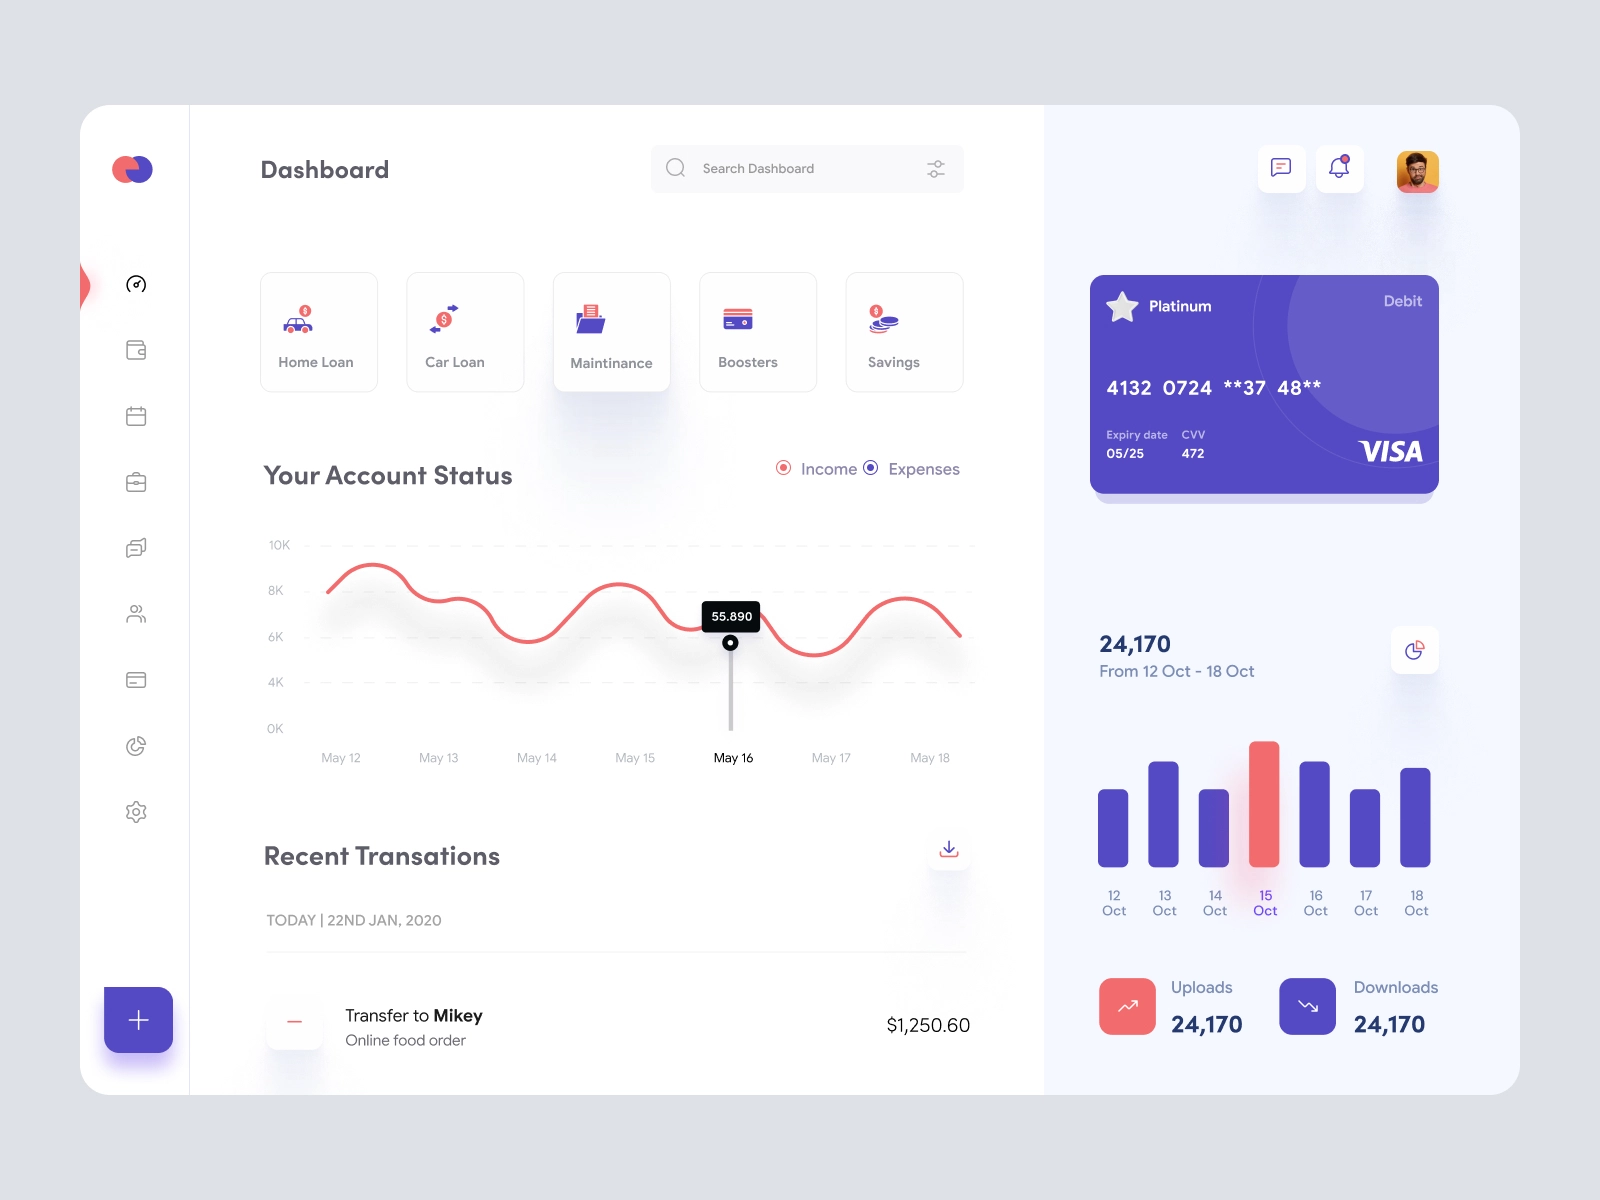 Dashboard
Search Dashboard
Home Loan
Car Loan
Maintinance
Boosters
Savings
Your Account Status
Income
Expenses
10K
8K
6K
4K
0K
55.890
May 12
May 13
May 14
May 15
May 16
May 17
May 18
Recent Transations
TODAY | 22ND JAN, 2020
Transfer to Mikey
Online food order
$1,250.60
Platinum
Debit
4132 0724 **37 48**
Expiry date
CVV
05/25
472
VISA
24,170
From 12 Oct - 18 Oct
12
Oct
13
Oct
14
Oct
15
Oct
16
Oct
17
Oct
18
Oct
Uploads
24,170
Downloads
24,170